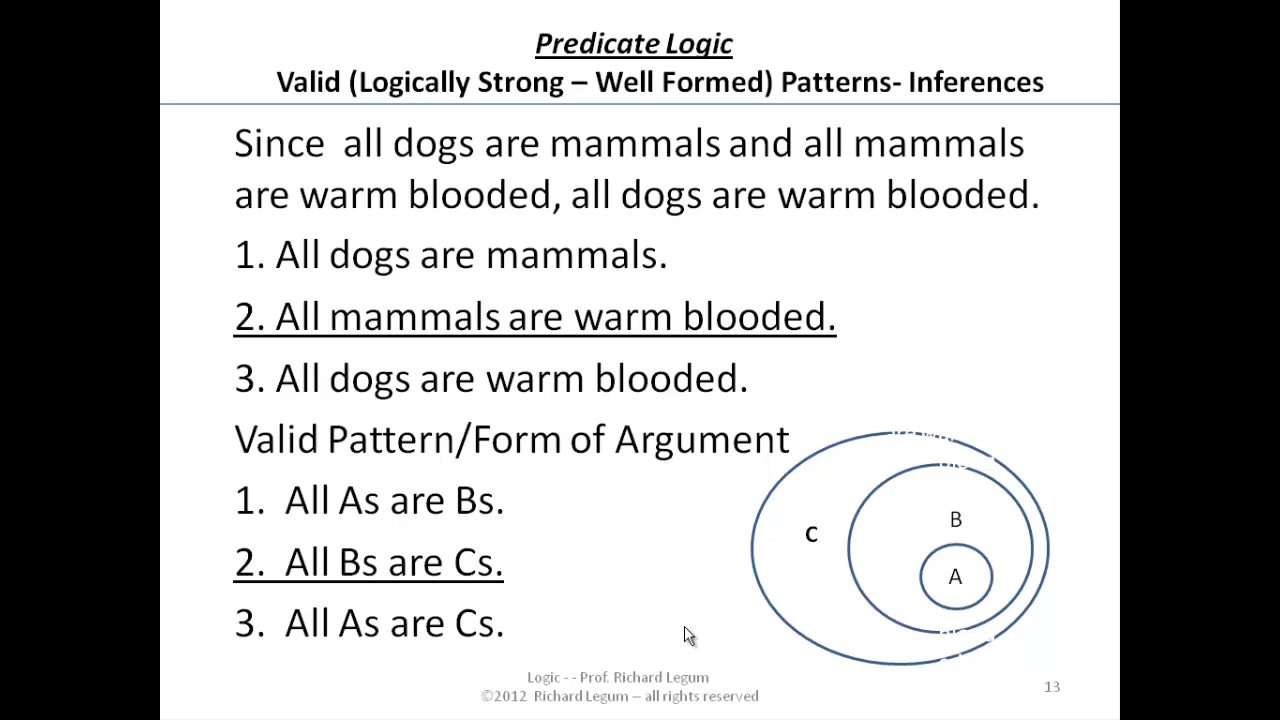 Predicate Logic
Valid (Logically Strong – Well Formed) Patterns- Inferences
Since all dogs are mammals and all mammals
are warm blooded, all dogs are warm blooded.
1. All dogs are mammals.
2. All mammals are warm blooded.
3. All dogs are warm blooded.
Valid Pattern/Form of Argument
1. All As are Bs.
2. All Bs are Cs.
3. All As are Cs.
B
C
A
Logic - - Prof. Richard Legum
©2012 Richard Legum – all rights reserved
13